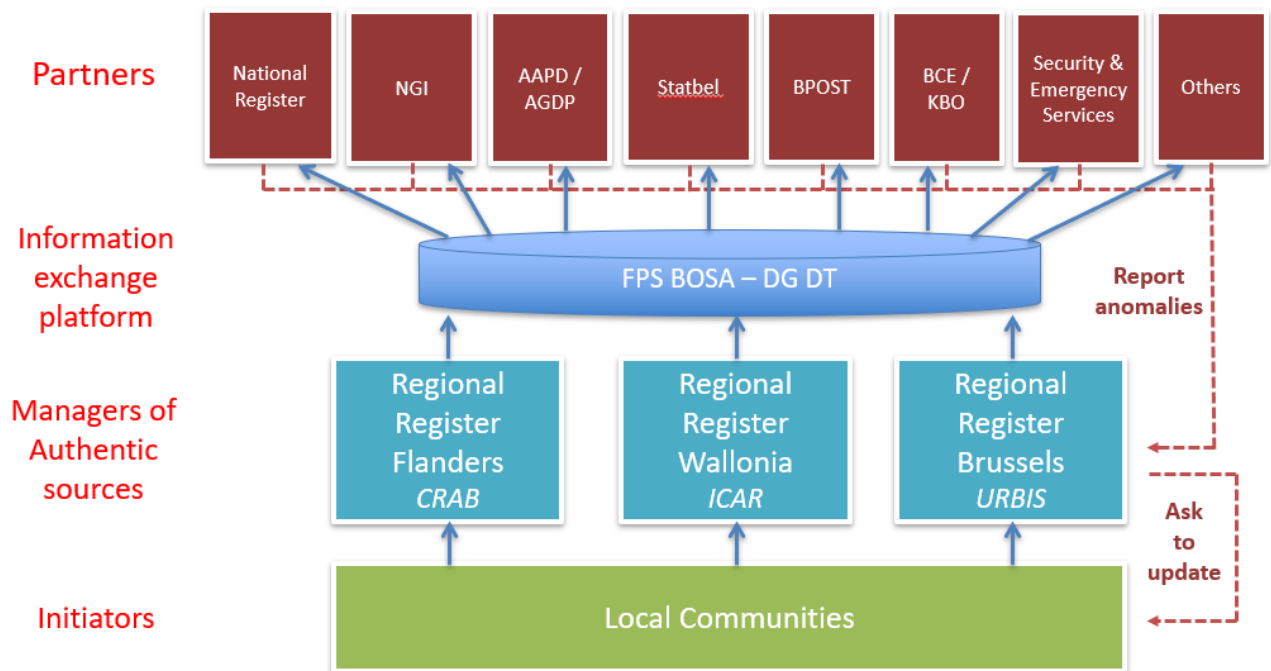 Partners
National
Register
NGI
AAPD /
AGDP
Statbel
BPOST
BCE /
KBO
Security &
Emergency
Services
Others
Information
exchange
platform
FPS BOSA – DG DT
Report
anomalies
Managers of
Authentic
sources
Regional
Register
Flanders
CRAB
Regional
Register
Wallonia
ICAR
Regional
Register
Brussels
URBIS
Ask
to
update
Initiators
Local Communities